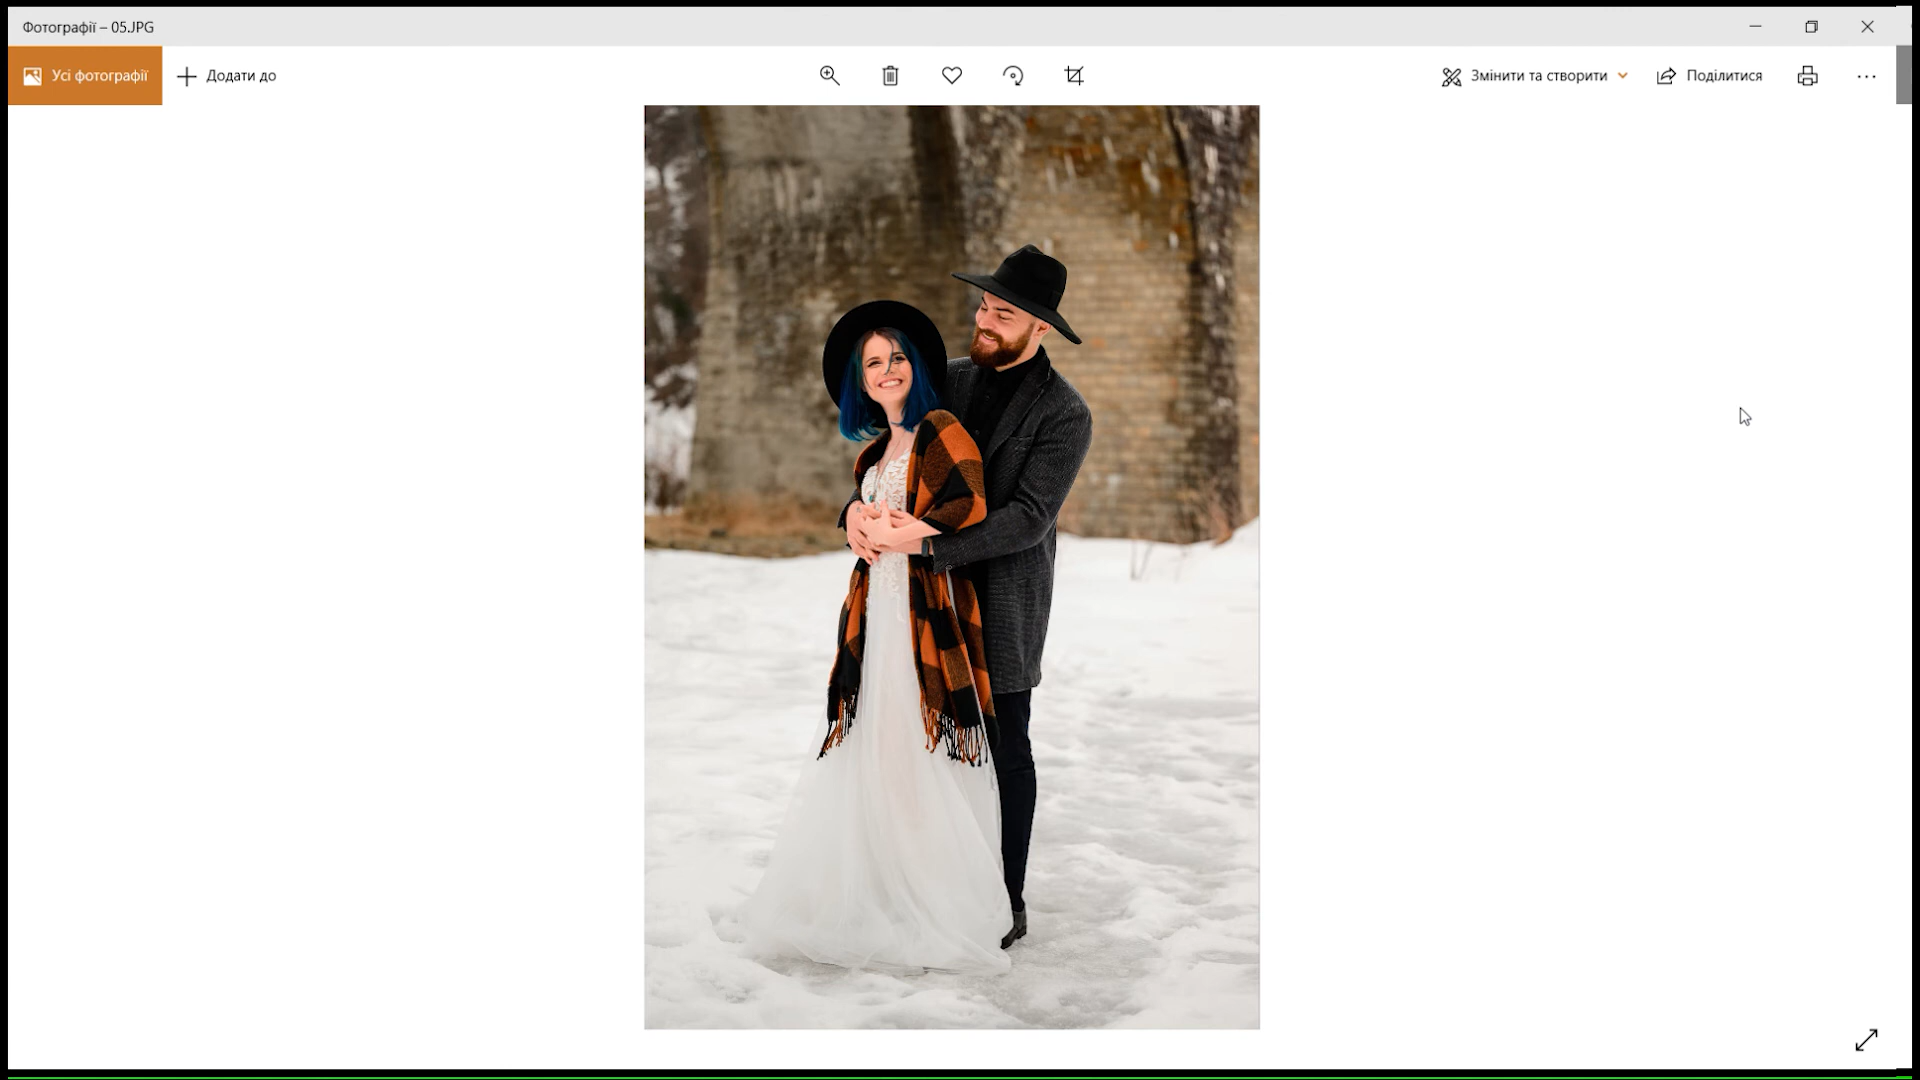 Фотографії – 05.JPG
Усі фотографії
Додати до
Змінити та створити
Поділитися